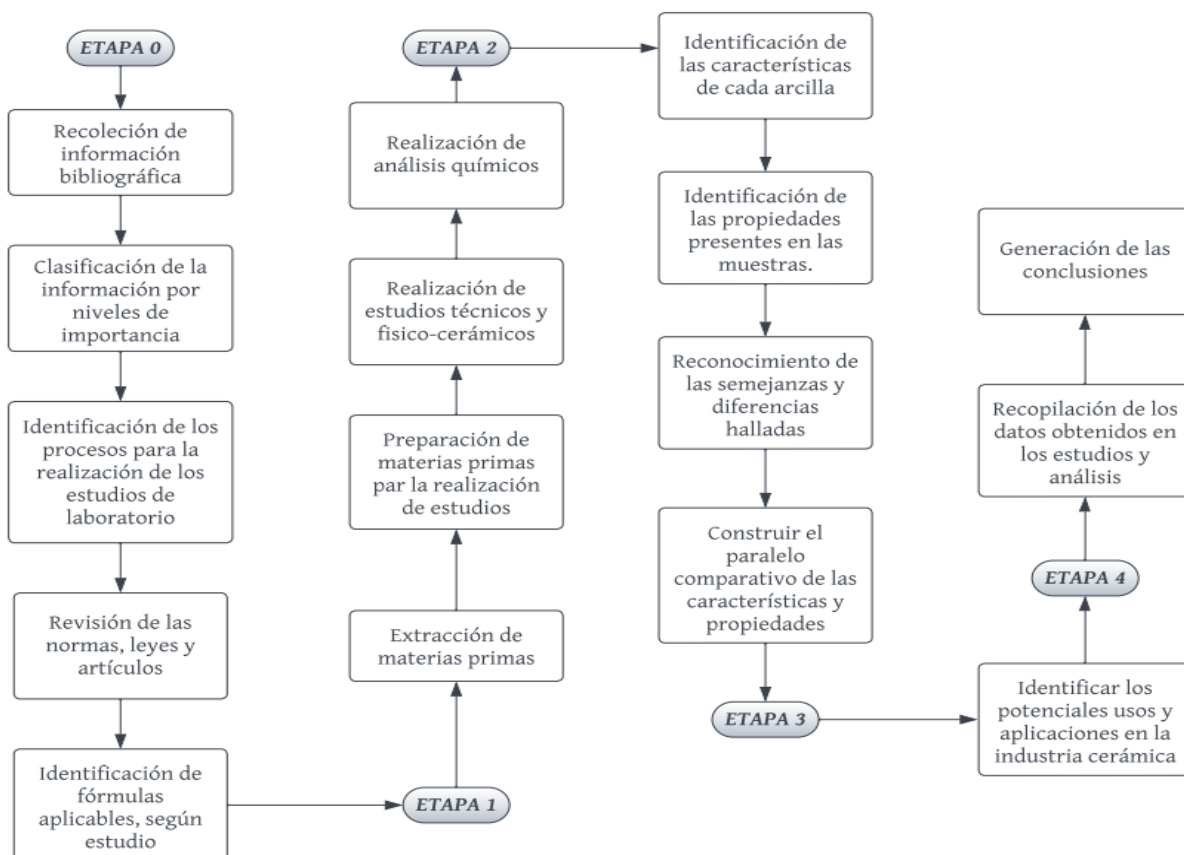 ETAPA 0
Recoleción de
información
bibliográfica
Clasificación de la
información por
niveles de
importancia
Identificación de los
procesos para la
realización de los
estudios de
laboratorio
Revisión de las
normas, leyes y
artículos
Identificación de
fórmulas aplicables, según
estudio
ETAPA 1
Extracción de
materias primas
Preparación de
materias primas
par la realización
de estudios
Realización de
estudios técnicos y
fisico-cerámicos
Realización de
análisis químicos
ETAPA 2
Identificación de
las características
de cada arcilla
Identificación de
las propiedades
presentes en las
muestras.
Reconocimiento de
las semejanzas y
diferencias
halladas
Construir el
paralelo
comparativo de las
características y
propiedades
ETAPA 3
Identificar los
potenciales usos y
aplicaciones en la
industria cerámica
ETAPA 4
Recopilación de los
datos obtenidos en
los estudios y
análisis
Generación de las
conclusiones